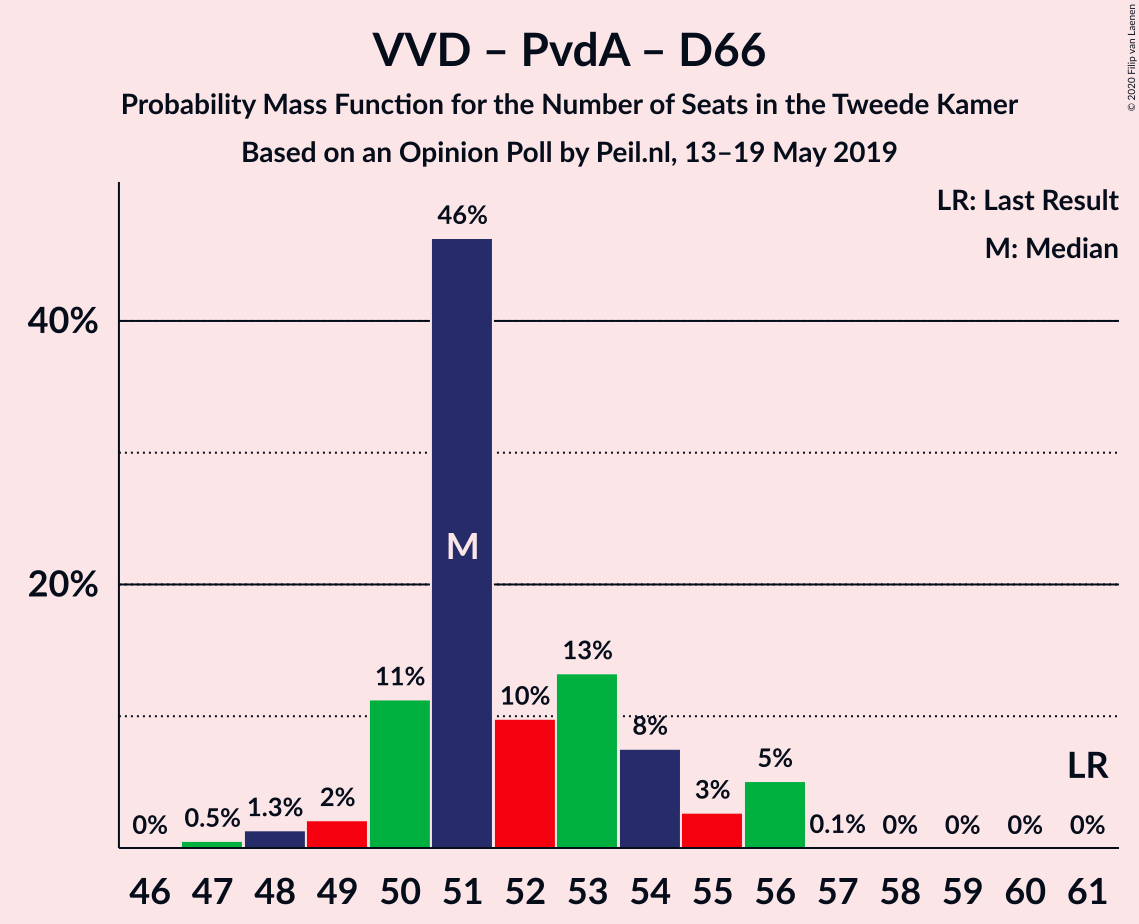 VVD – PvdA – D66
Probability Mass Function for the Number of Seats in the Tweede Kamer
Based on an Opinion Poll by Peil.nl, 13–19 May 2019
© 2020 Filip van Laenen
LR: Last Result
M: Median
40%
20%
0% 0.5% 1.3% 2% 11% 46% 10% 13% 8% 3% 5% 0.1% 0% 0% 0% 0%
M
LR
46 47 48 49 50 51 52 53 54 55 56 57 58 59 60 61